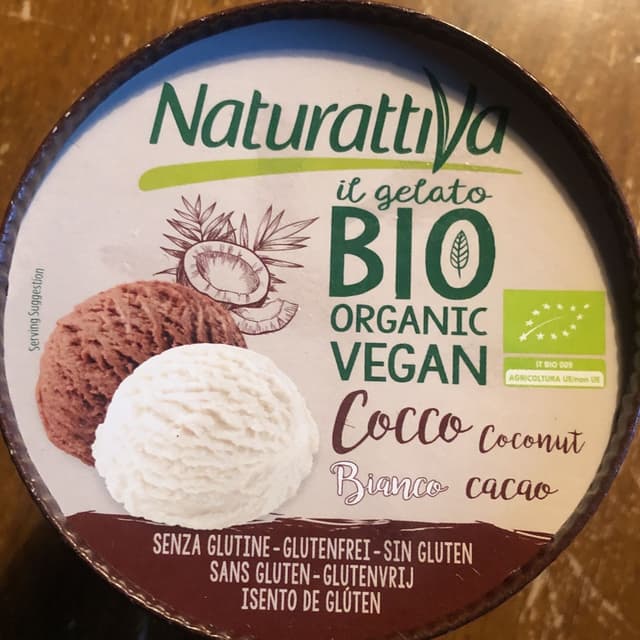 Naturattiva
il gelato
BIO
ORGANIC
VEGAN
Serving Suggestion
IT BIO 009
AGRICOLTURA UE/non UE
Cocco Coconut
Bianco cacao
SENZA GLUTINE - GLUTENFREI - SIN GLUTEN
SANS GLUTEN - GLUTENVRIJ
ISENTO DE GLÚTEN